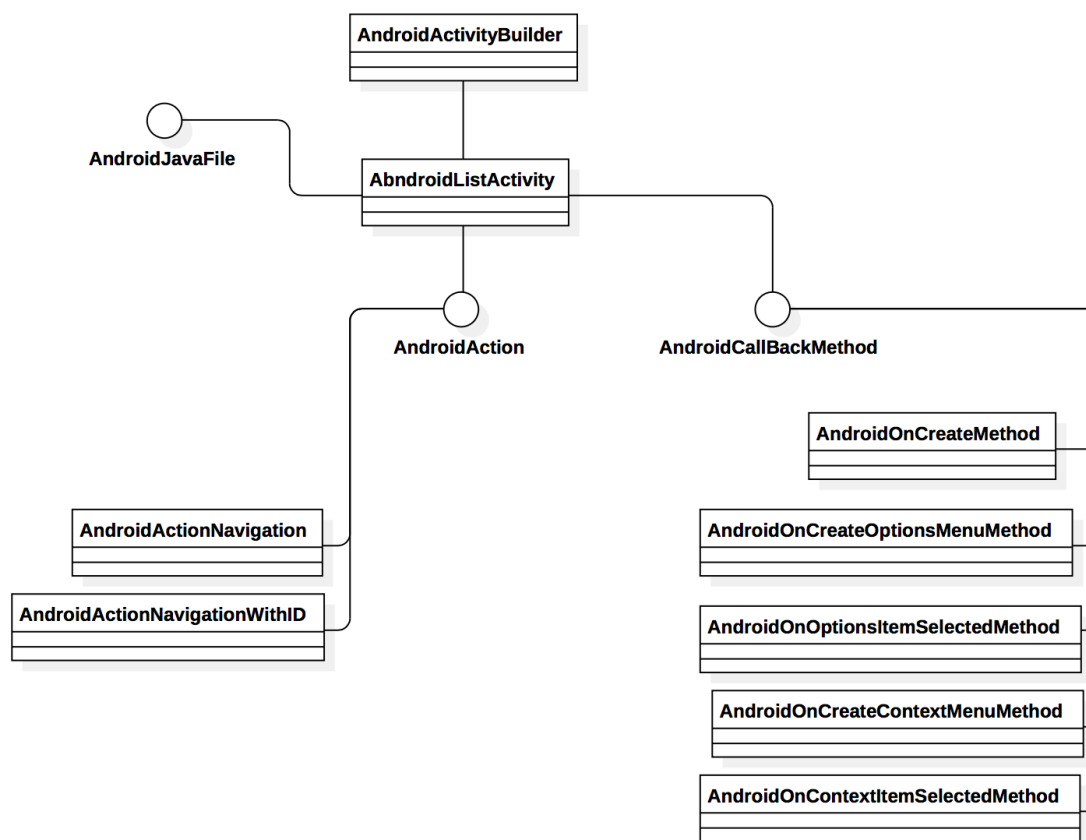 AndroidActivityBuilder
AndroidJavaFile
AbndroidListActivity
AndroidAction
AndroidCallBackMethod
AndroidOnCreateMethod
AndroidActionNavigation
AndroidOnCreateOptionsMenuMethod
AndroidActionNavigationWithID
AndroidOnOptionsItemSelectedMethod
AndroidOnCreateContextMenuMethod
AndroidOnContextItemSelectedMethod